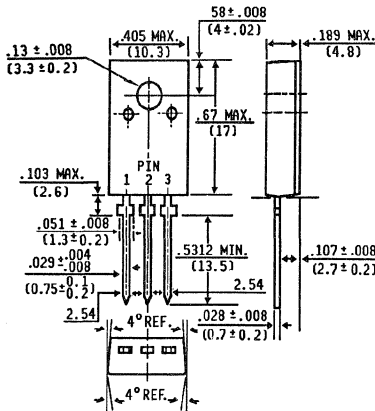 .405 MAX.
(10.3)
58±.008
(4±.02)
.189 MAX.
(4.8)
.13±.008
(3.3±0.2)
.67 MAX.
(17)
PIN
1 2 3
.103 MAX.
(2.6)
.051±.008
(1.3±0.2)
.5312 MIN.
(13.5)
.107±.008
(2.7±0.2)
.029±.004
-.008
(0.75±0.1
0.2)
2.54
2.54
.028±.008
(0.7±0.2)
4° REF.
4° REF.